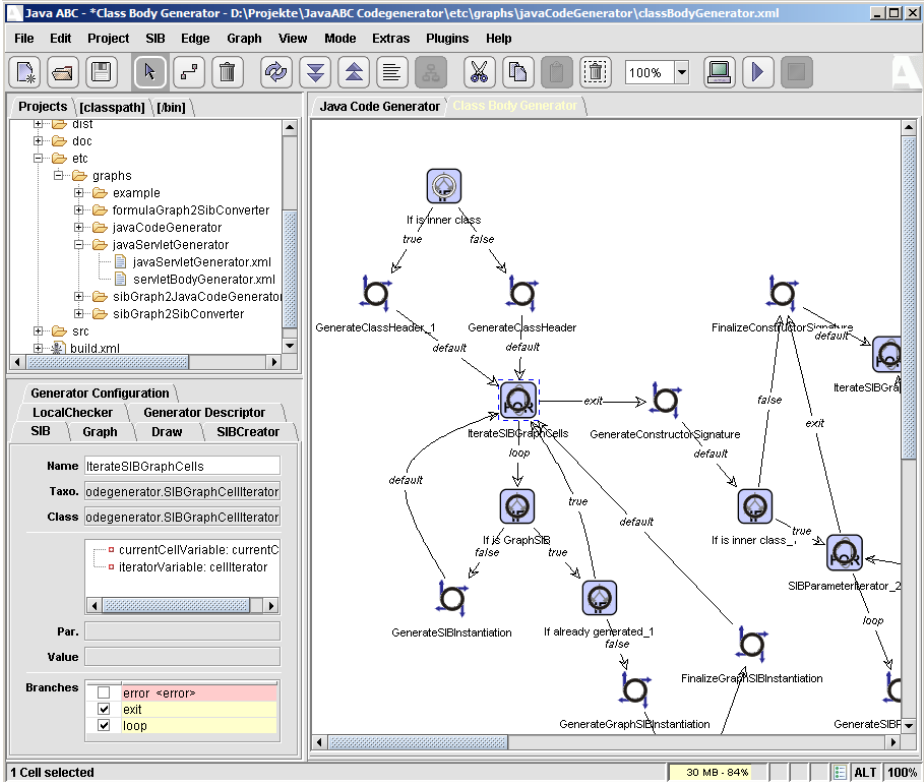 Java ABC - *Class Body Generator - D:\Projekte\JavaABC Codegenerator\etc\graphs\javaCodeGenerator\classBodyGenerator.xml
File Edit Project SIB Edge Graph View Mode Extras Plugins Help
100%
Projects [classpath] [/bin]
dist
doc
etc
graphs
example
formulaGraph2SibConverter
javaCodeGenerator
javaServletGenerator
javaServletGenerator.xml
servletBodyGenerator.xml
sibGraph2JavaCodeGenerator
sibGraph2SibConverter
src
build.xml
Generator Configuration
LocalChecker Generator Descriptor
SIB Graph Draw SIBCreator
Name IterateSIBGraphCells
Taxo. odegenerator.SIBGraphCellIterator
Class odegenerator.SIBGraphCellIterator
currentCellVariable: currentC
iteratorVariable: cellIterator
Par.
Value
Branches
error <error>
exit
loop
Java Code Generator Class Body Generator
If is inner class
true false
GenerateClassHeader_1 GenerateClassHeader FinalizeConstructorSignature
default default default
IterateSIBGra
false
exit
IterateSIBGraphCells GenerateConstructorSignature
exit
loop default
default
true
default
If is GraphSIB If is inner class_1
true
false true
SIBParameterIterator_2
loop
GenerateSIBInstantiation If already generated_1
false
FinalizeGraphSIBInstantiation
GenerateGraphSIBInstantiation GenerateSIBF
1 Cell selected 30 MB - 84% ALT 100%